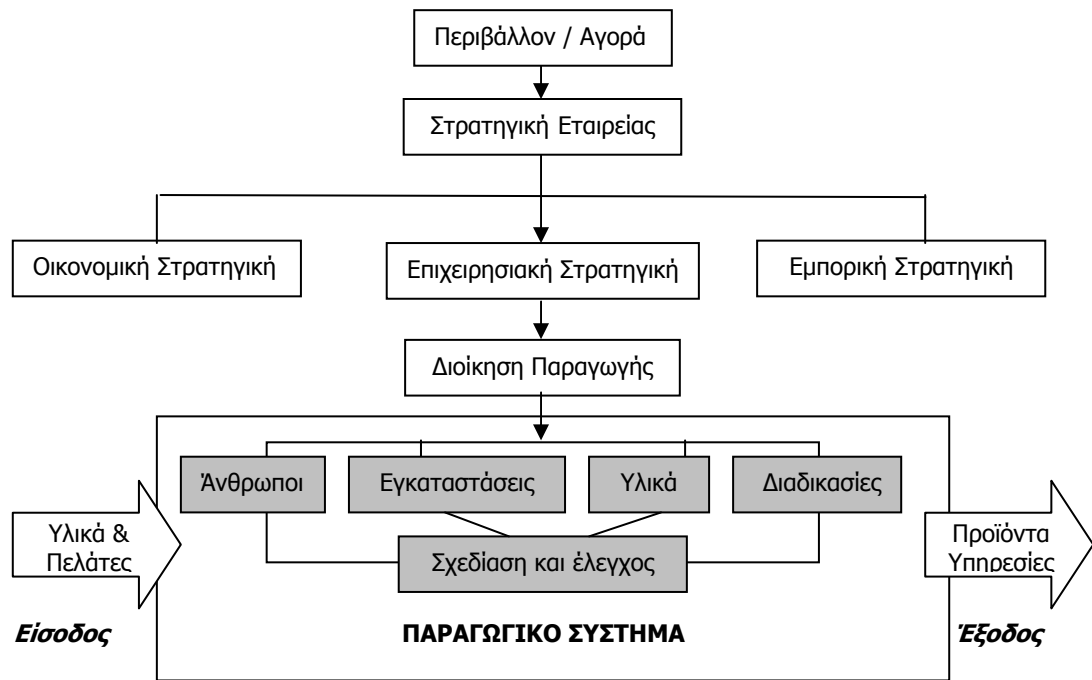 Περιβάλλον / Αγορά
Στρατηγική Εταιρείας
Οικονομική Στρατηγική
Επιχειρησιακή Στρατηγική
Εμπορική Στρατηγική
Διοίκηση Παραγωγής
Άνθρωποι
Εγκαταστάσεις
Υλικά
Διαδικασίες
Υλικά &
Πελάτες
Σχεδίαση και έλεγχος
Προϊόντα
Υπηρεσίες
Είσοδος
ΠΑΡΑΓΩΓΙΚΟ ΣΥΣΤΗΜΑ
Έξοδος